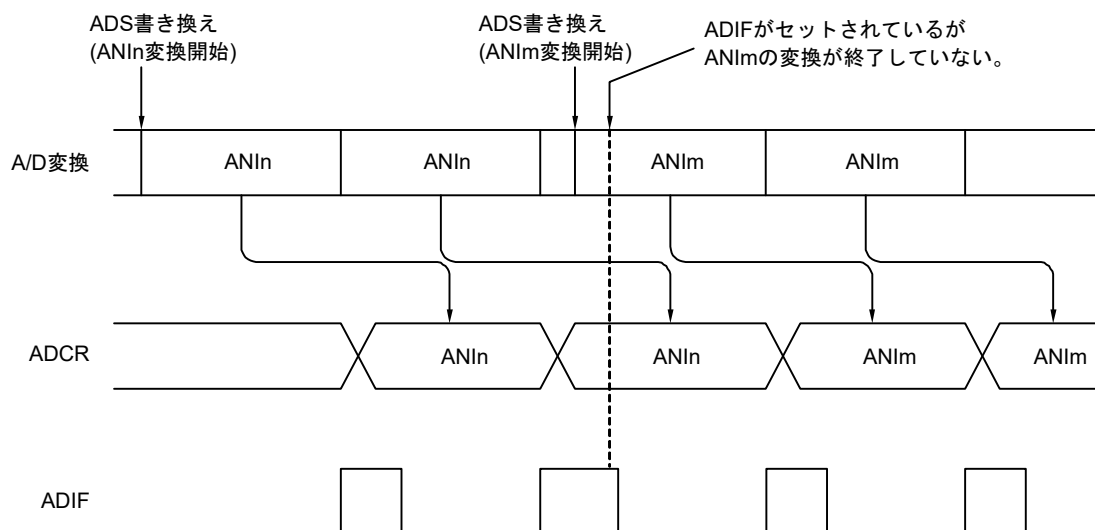 ADS書き換え
(ANIn変換開始)
ADS書き換え
(ANIm変換開始)
ADIFがセットされているが
ANImの変換が終了していない。
A/D変換
ANIn
ANIn
ANIm
ANIm
ADCR
ANIn
ANIn
ANIm
ANIm
ADIF